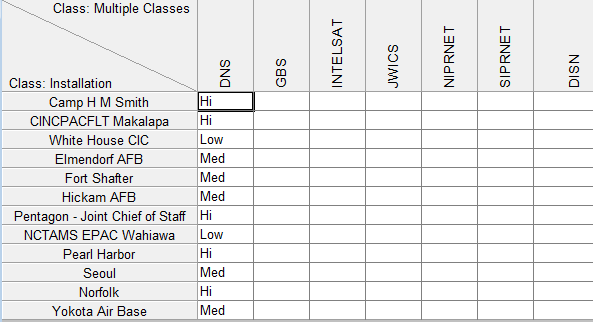 Class: Multiple Classes
Class: Installation
DNS
GBS
INTELSAT
JWICS
NIPRNET
SIPRNET
DISN
Camp H M Smith Hi
CINCPACFLT Makalapa Hi
White House CIC Low
Elmendorf AFB Med
Fort Shafter Med
Hickam AFB Med
Pentagon - Joint Chief of Staff Hi
NCTAMS EPAC Wahiawa Low
Pearl Harbor Hi
Seoul Med
Norfolk Hi
Yokota Air Base Med